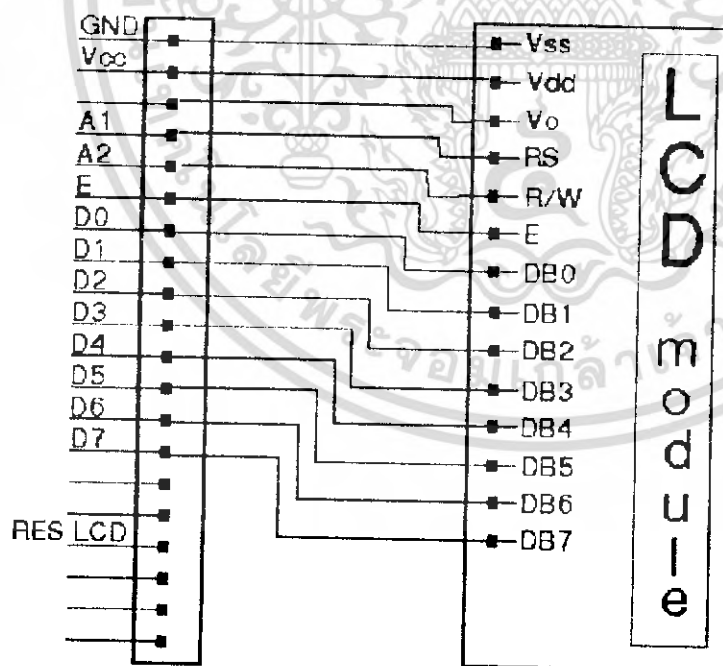 GND
Vcc
A1
A2
E
D0
D1
D2
D3
D4
D5
D6
D7
RES LCD
Vss
Vdd
Vo
RS
R/W
E
DB0
DB1
DB2
DB3
DB4
DB5
DB6
DB7
LCD module